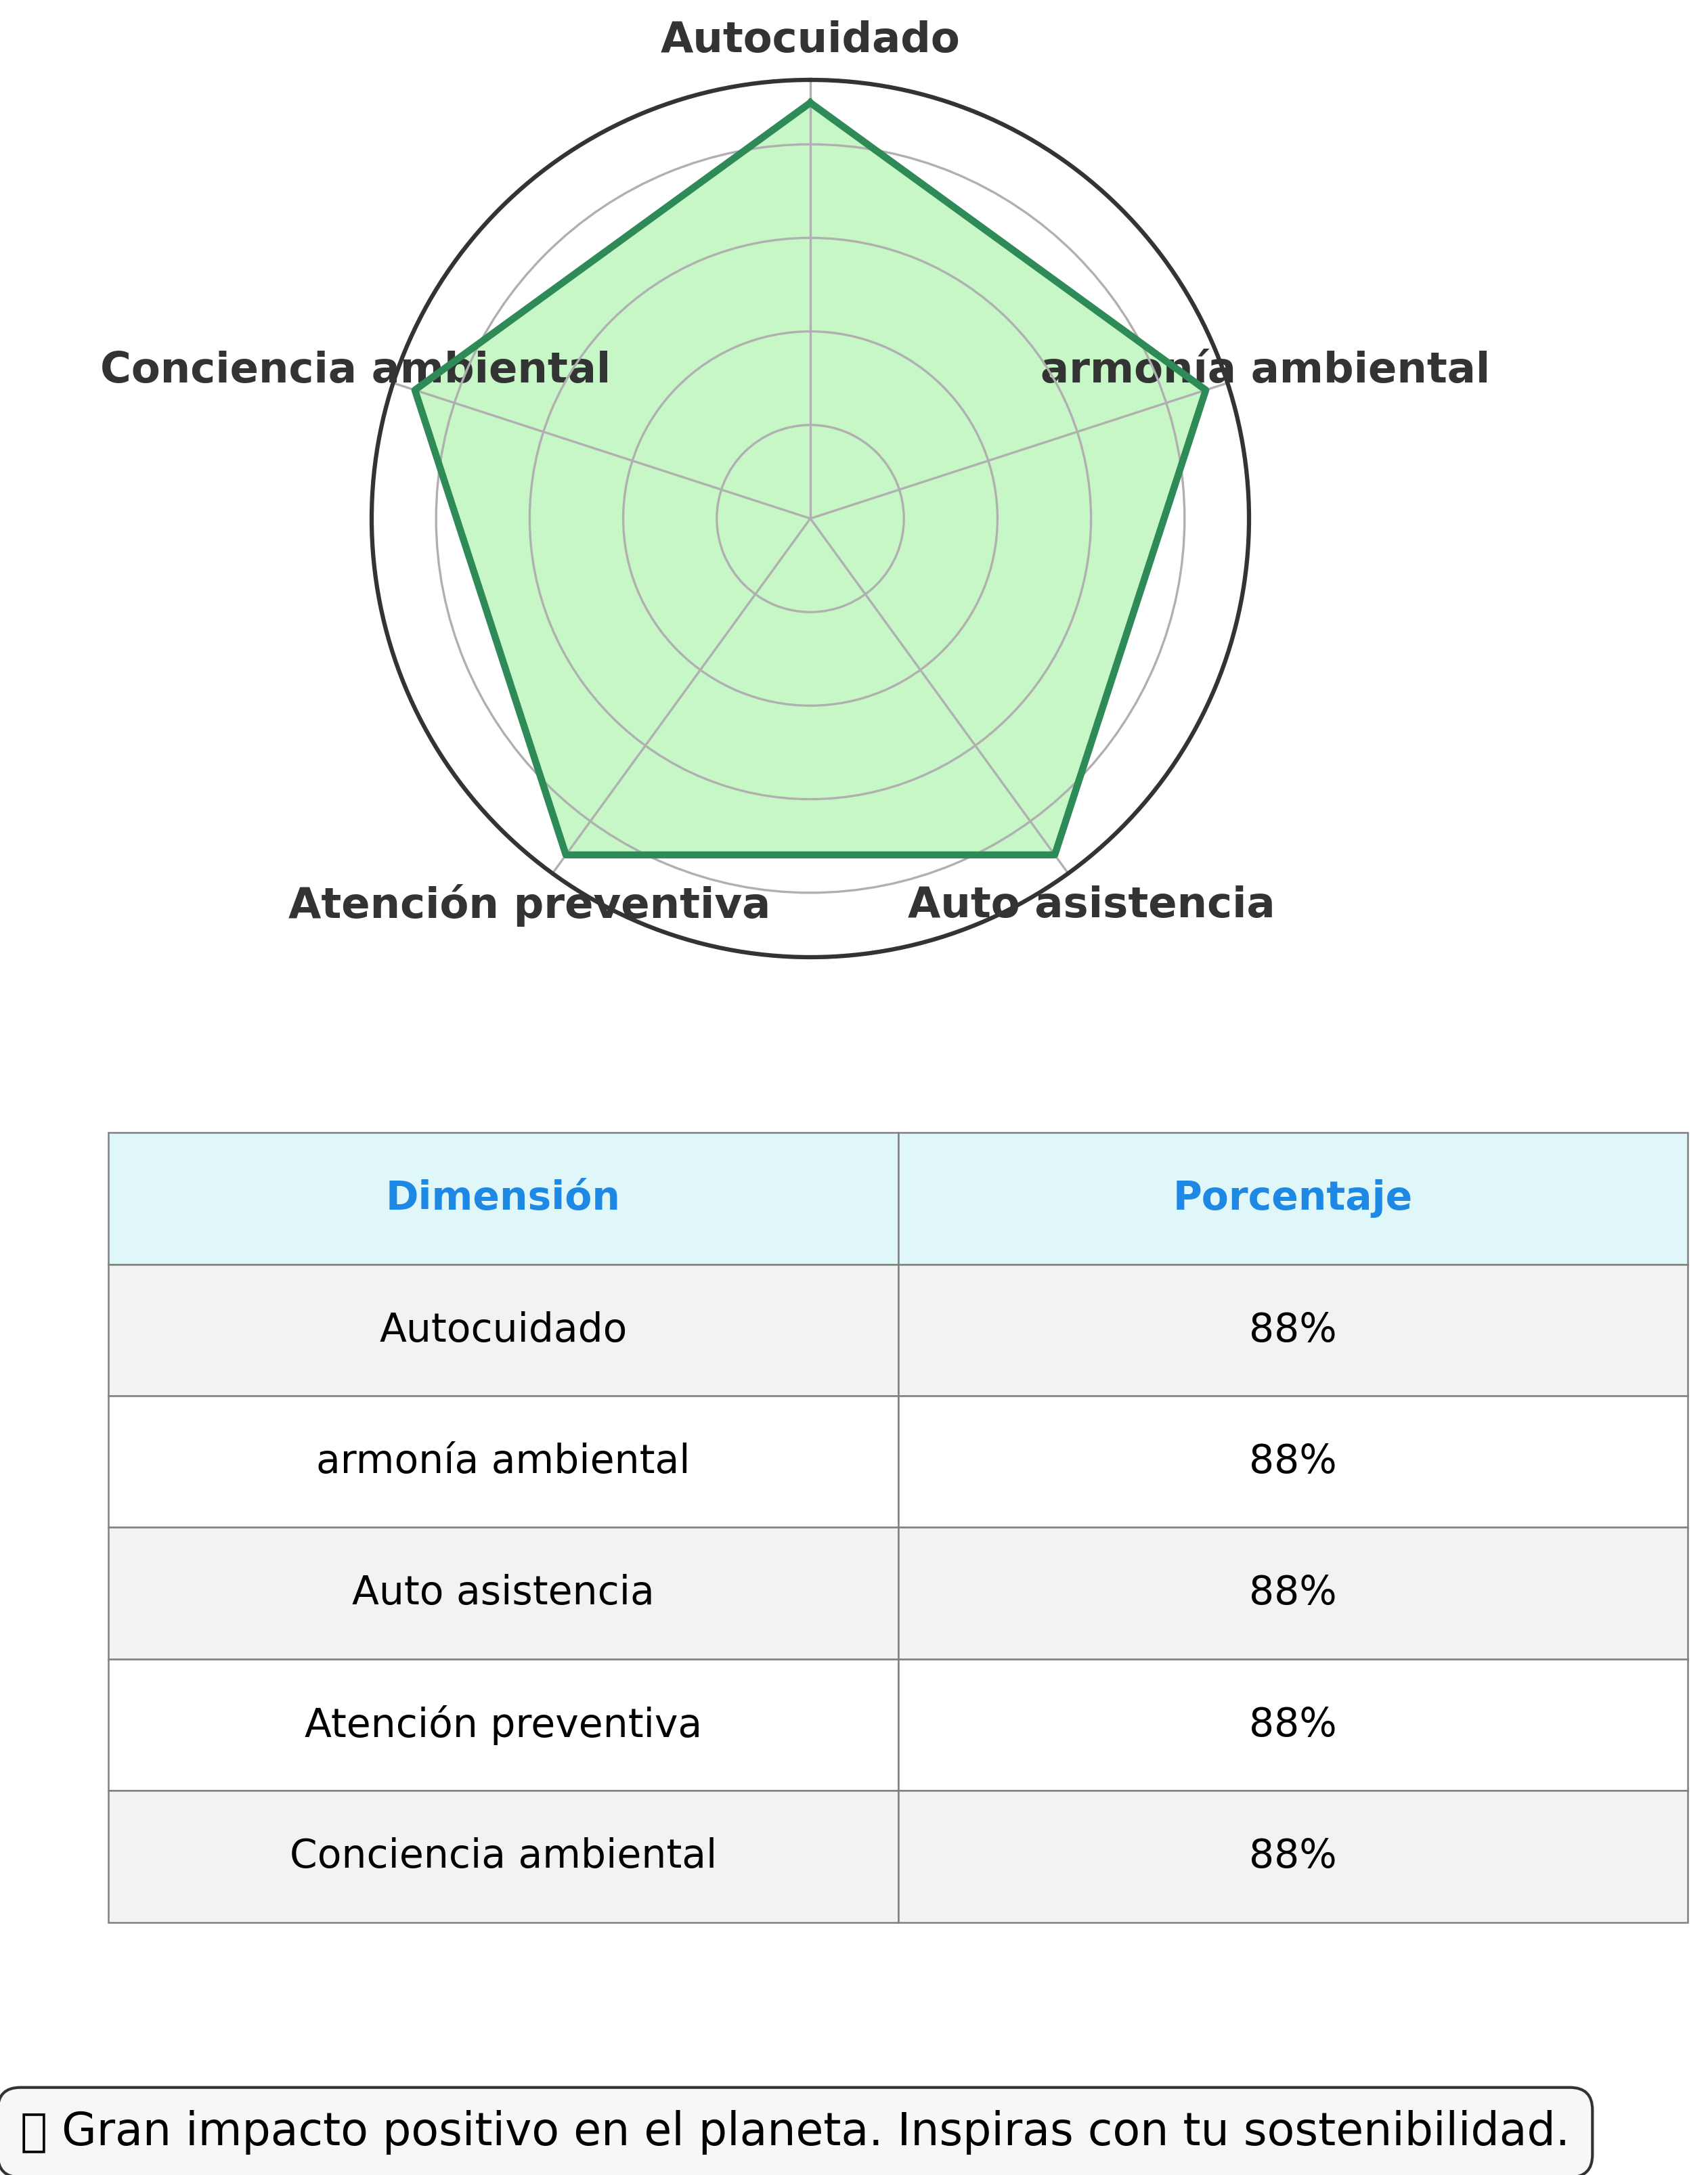 Autocuidado
Conciencia ambiental
armonía ambiental
Atención preventiva
Auto asistencia
Dimensión Porcentaje
Autocuidado 88%
armonía ambiental 88%
Auto asistencia 88%
Atención preventiva 88%
Conciencia ambiental 88%
Gran impacto positivo en el planeta. Inspiras con tu sostenibilidad.